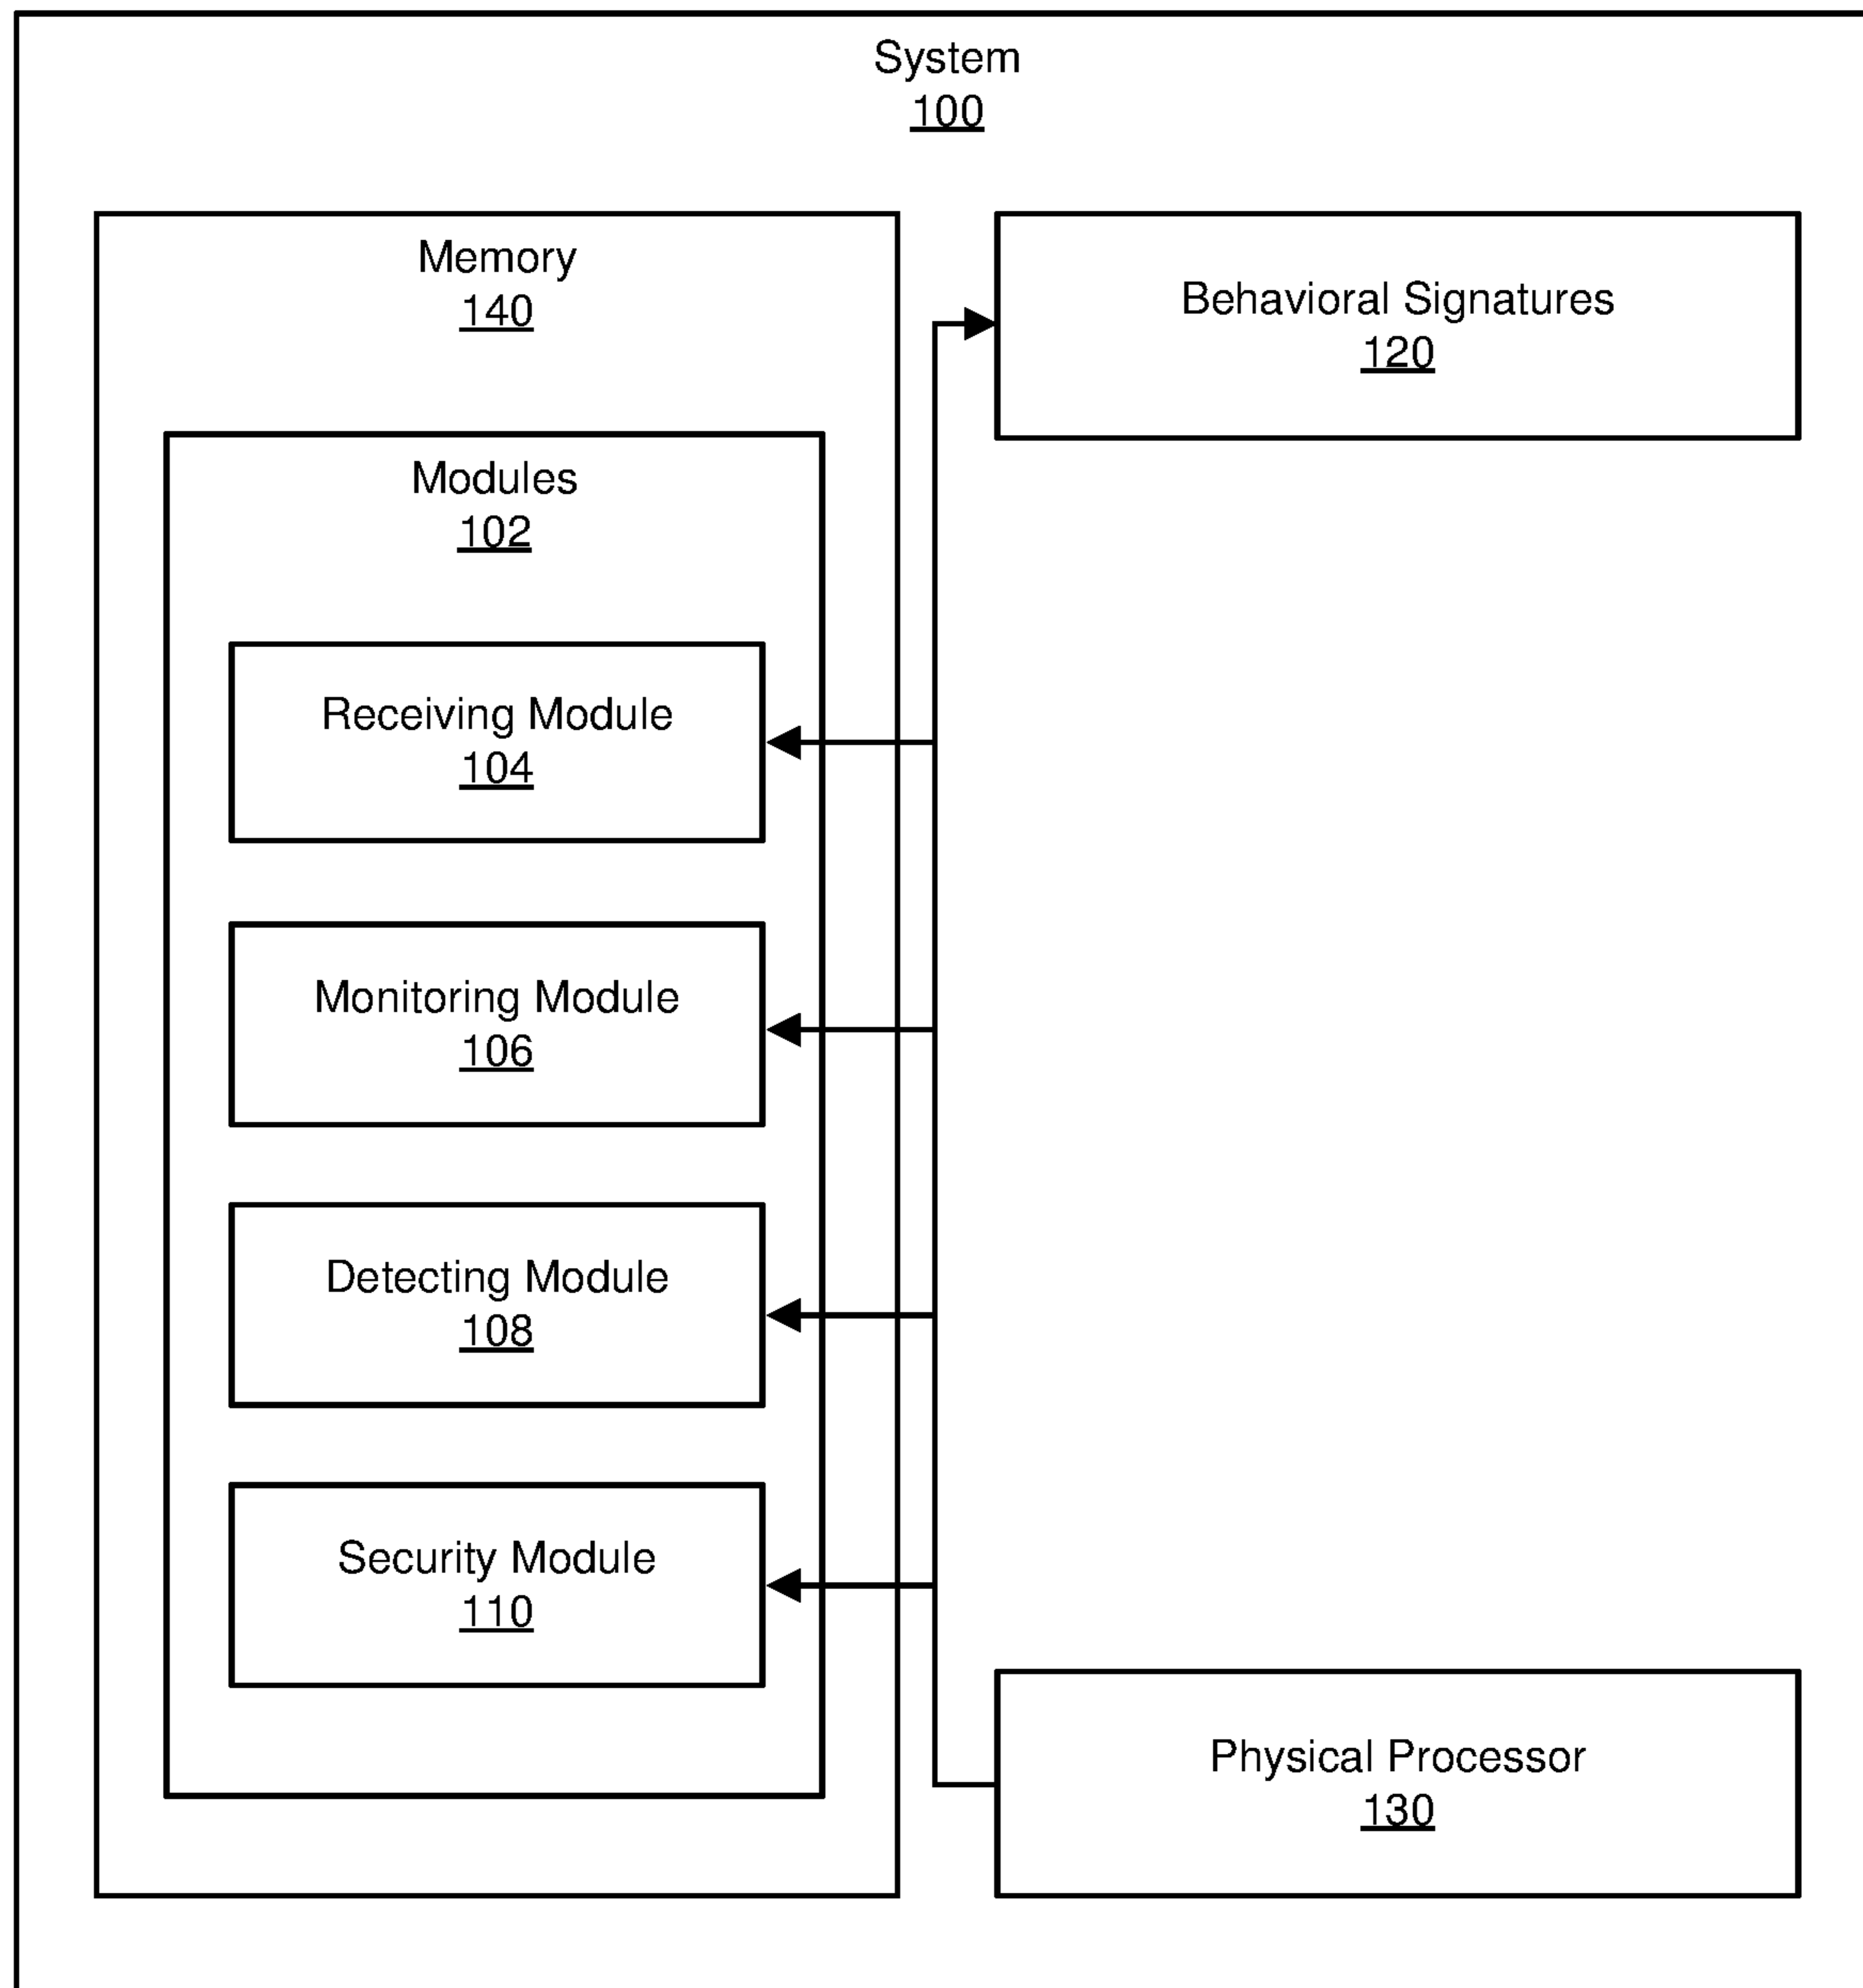 System
100
Memory
140
Modules
102
Receiving Module
104
Monitoring Module
106
Detecting Module
108
Security Module
110
Behavioral Signatures
120
Physical Processor
130